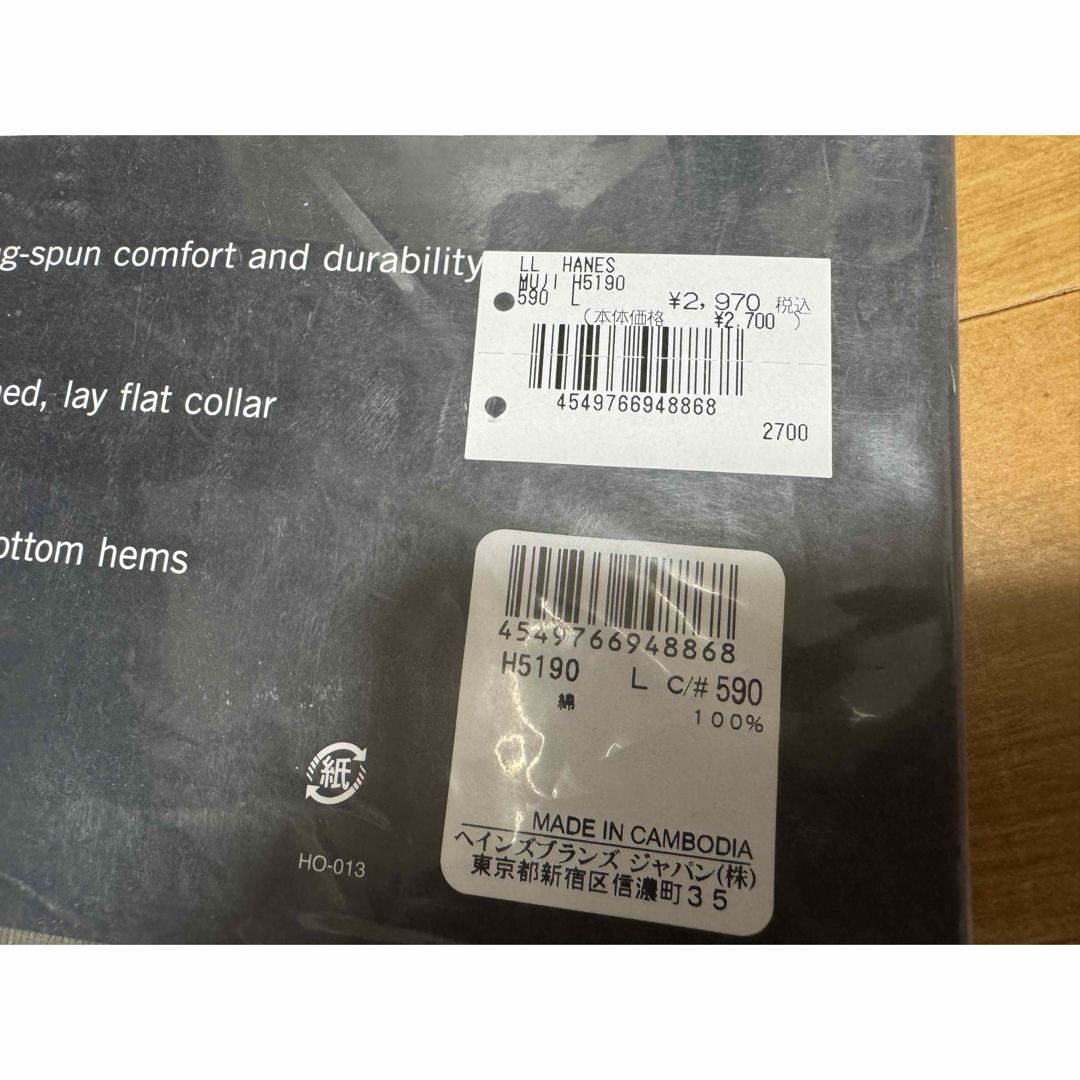 g-spun comfort and durability
ed, lay flat collar
ottom hems
LL HANES
MUJI H5190
590 L ¥2,970 税込
(本体価格 ¥2,700 )
4549766948868
2700
4549766948868
H5190 L C/# 590
綿 100%
MADE IN CAMBODIA
ヘインズブランズ ジャパン(株)
東京都新宿区信濃町35
紙
HO-013